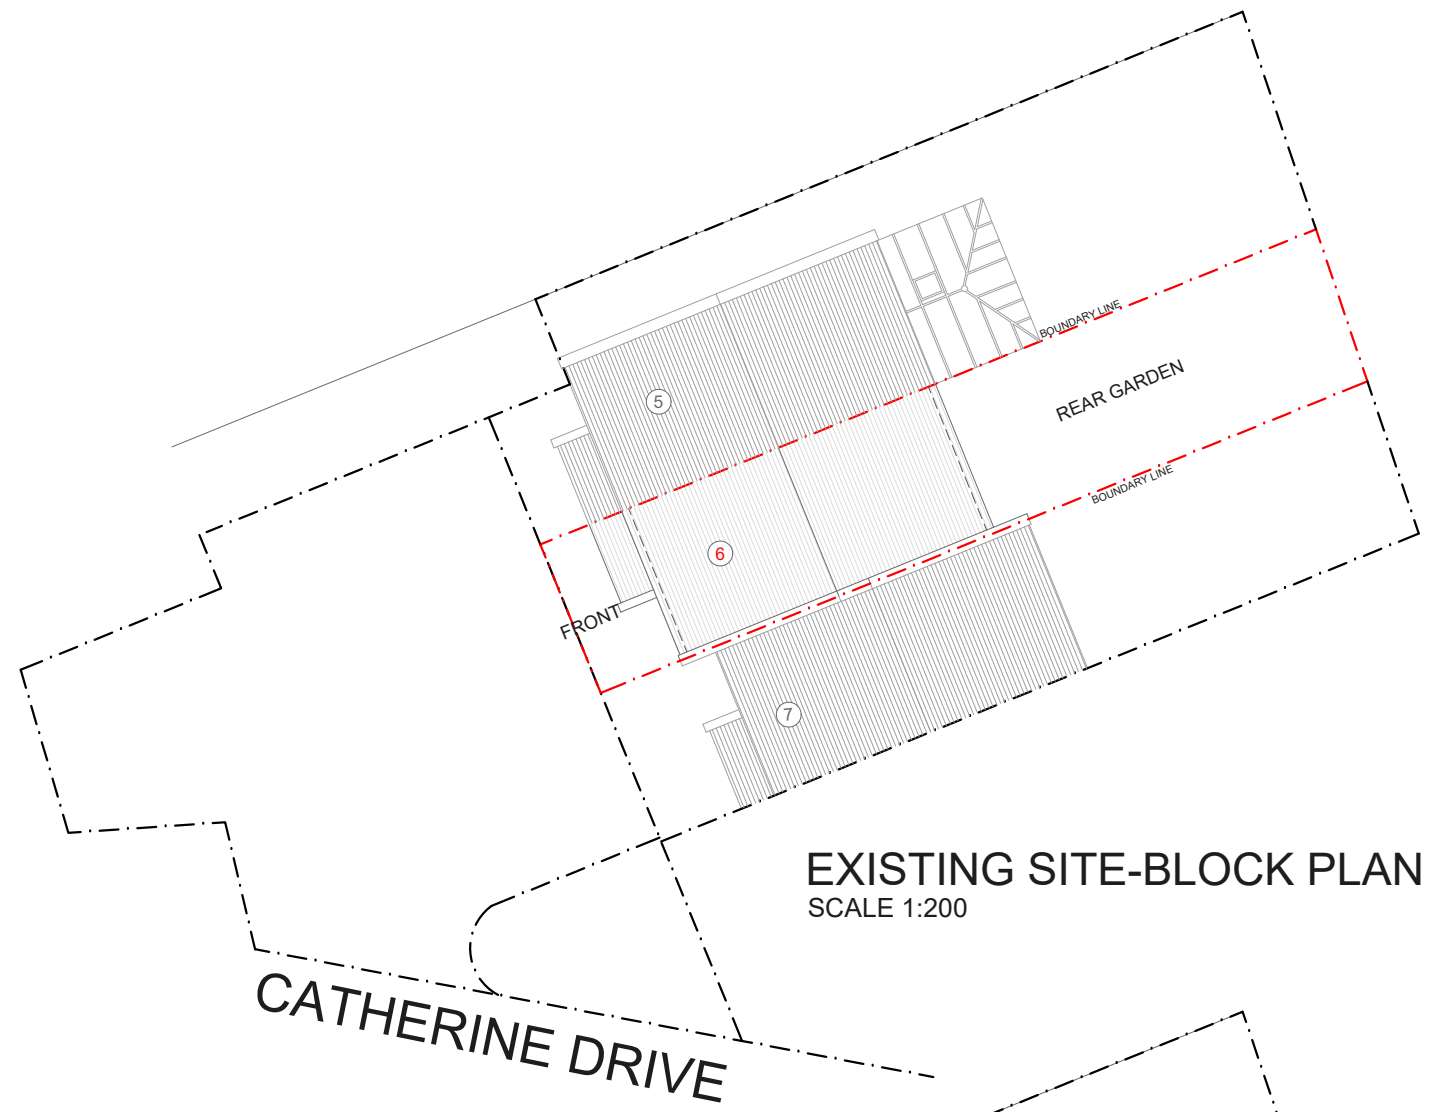 BOUNDARY LINE
REAR GARDEN
5
BOUNDARY LINE
6
FRONT
7
EXISTING SITE-BLOCK PLAN
SCALE 1:200
CATHERINE DRIVE